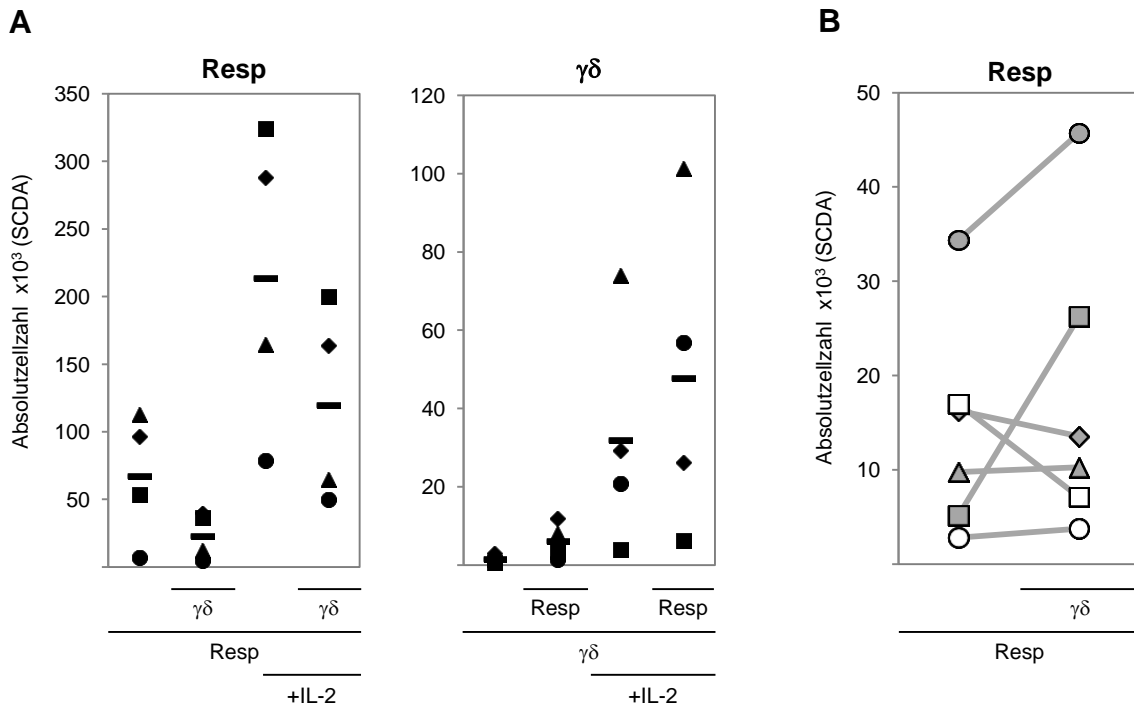 A
B
Resp
γδ
Resp
350
300
250
200
150
100
50
Absolutzellzahl x10³ (SCDA)
120
100
80
60
40
20
50
40
30
20
10
Absolutzellzahl x10³ (SCDA)
γδ
γδ
Resp
+IL-2
Resp
Resp
γδ
+IL-2
γδ
Resp